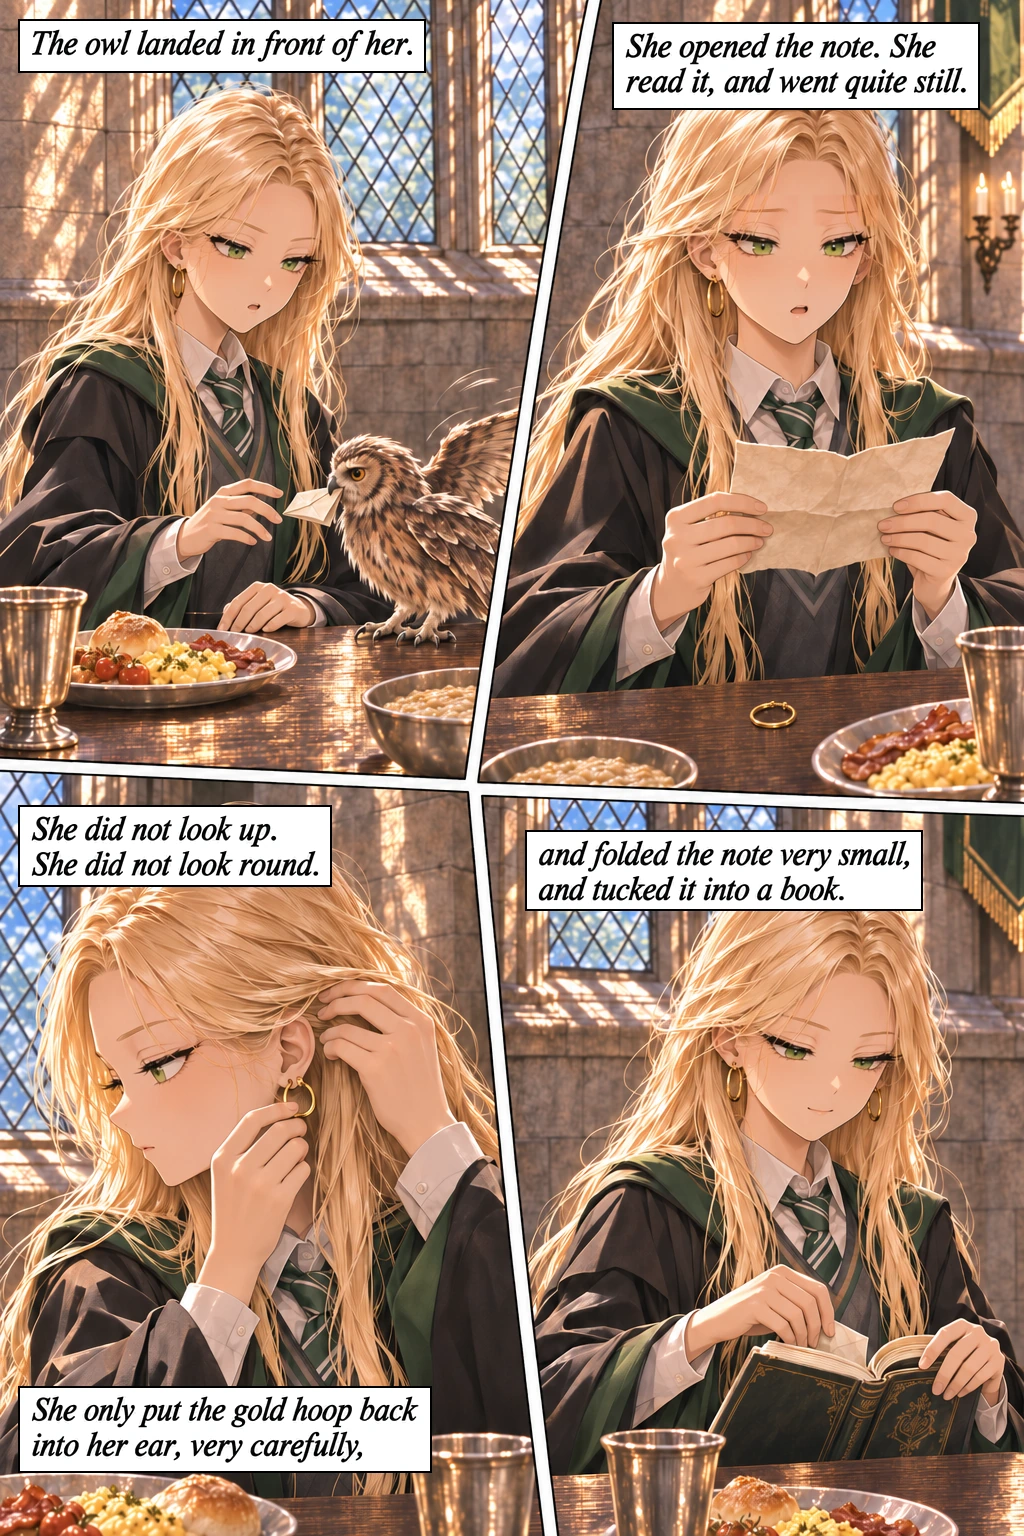 The owl landed in front of her.
She opened the note. She
read it, and went quite still.
She did not look up.
She did not look round.
She only put the gold hoop back
into her ear, very carefully,
and folded the note very small,
and tucked it into a book.